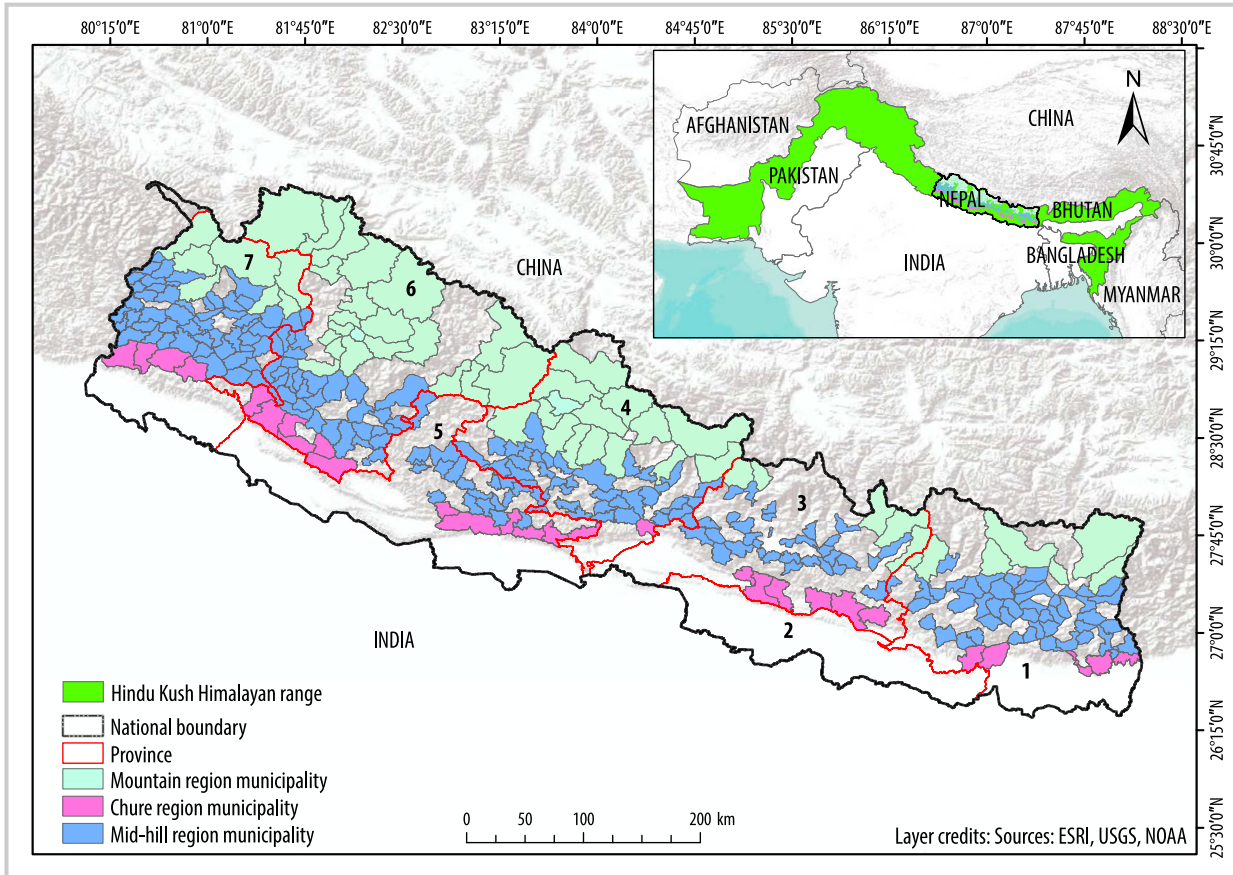 80°15'0"E 81°0'0"E 81°45'0"E 82°30'0"E 83°15'0"E 84°0'0"E 84°45'0"E 85°30'0"E 86°15'0"E 87°0'0"E 87°45'0"E 88°30'0"E
N
AFGHANISTAN
CHINA
PAKISTAN
NEPAL
BHUTAN
INDIA
BANGLADESH
MYANMAR
30°45'0"N
30°0'0"N
29°15'0"N
28°30'0"N
27°45'0"N
27°0'0"N
26°15'0"N
25°30'0"N
CHINA
7
6
4
5
3
2
1
INDIA
Hindu Kush Himalayan range
National boundary
Province
Mountain region municipality
Chure region municipality
Mid-hill region municipality
0 50 100 200 km
Layer credits: Sources: ESRI, USGS, NOAA